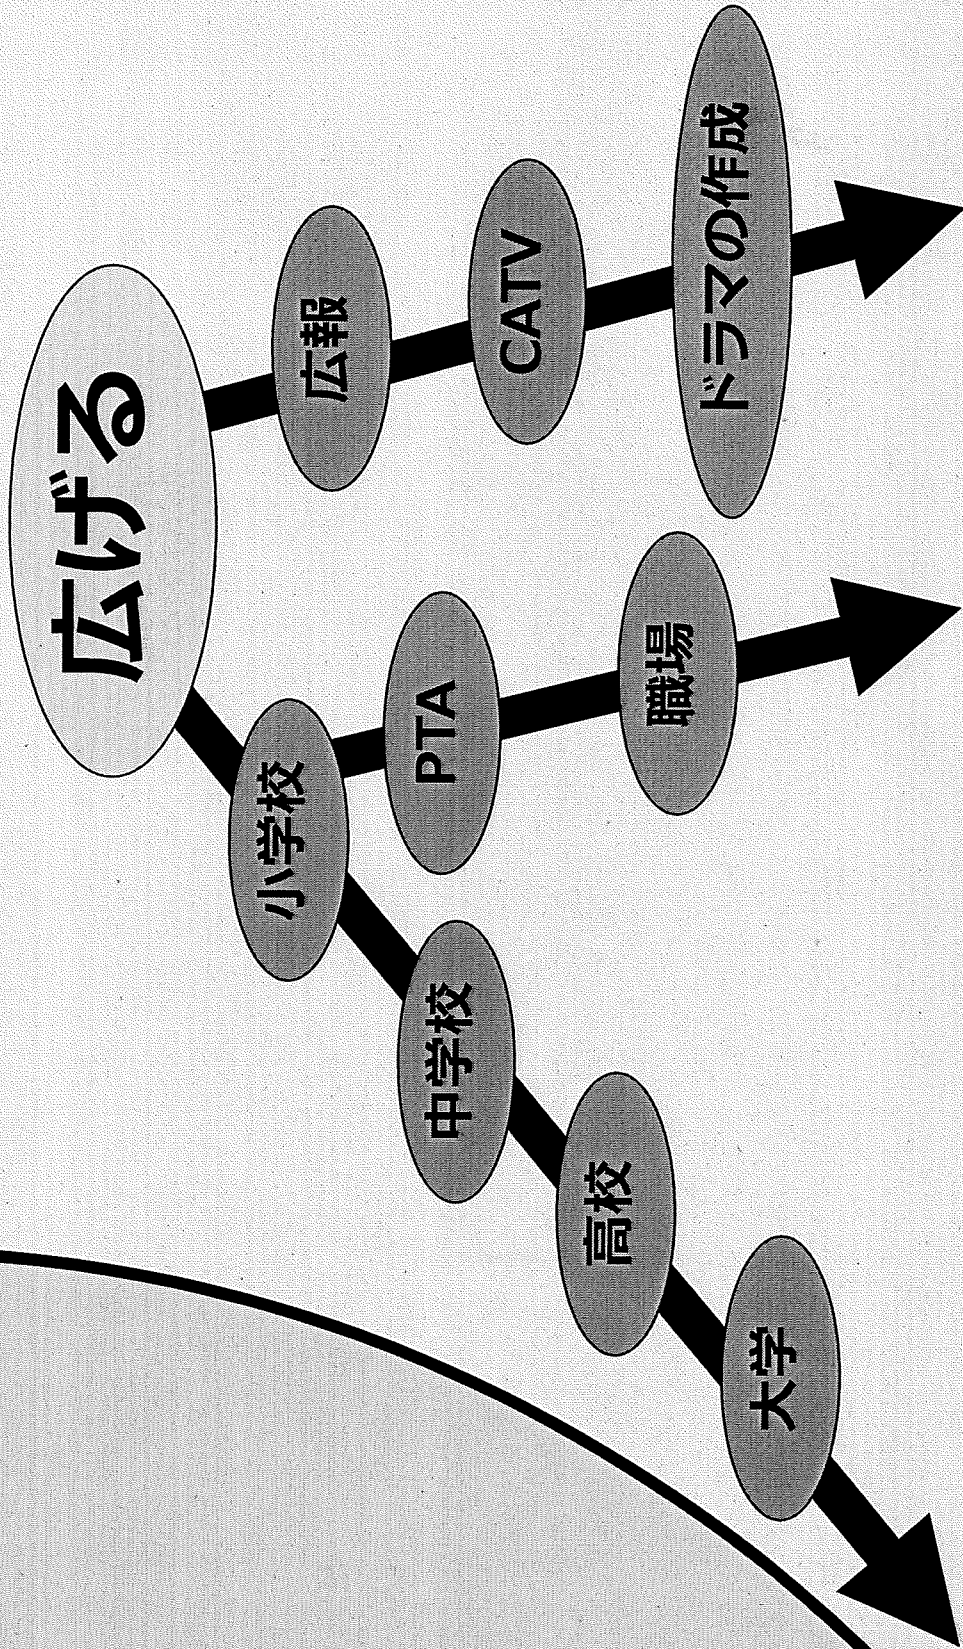 広げる
小学校
中学校
高校
大学
PTA
職場
広報
CATV
ドラマの作成